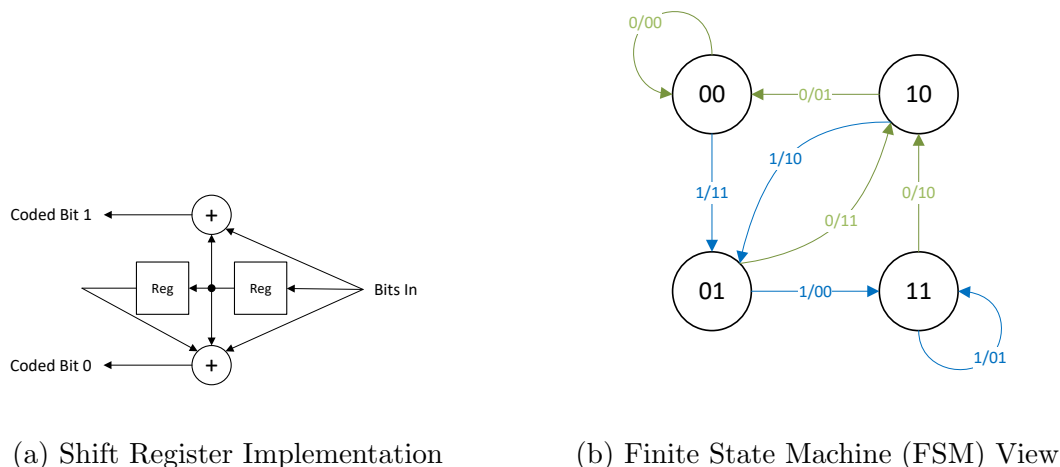 0/00
00
10
0/01
1/10
1/11
0/10
0/11
Coded Bit 1
+
Reg
Reg
Bits In
01
1/00
11
1/01
Coded Bit 0
+
(a) Shift Register Implementation
(b) Finite State Machine (FSM) View